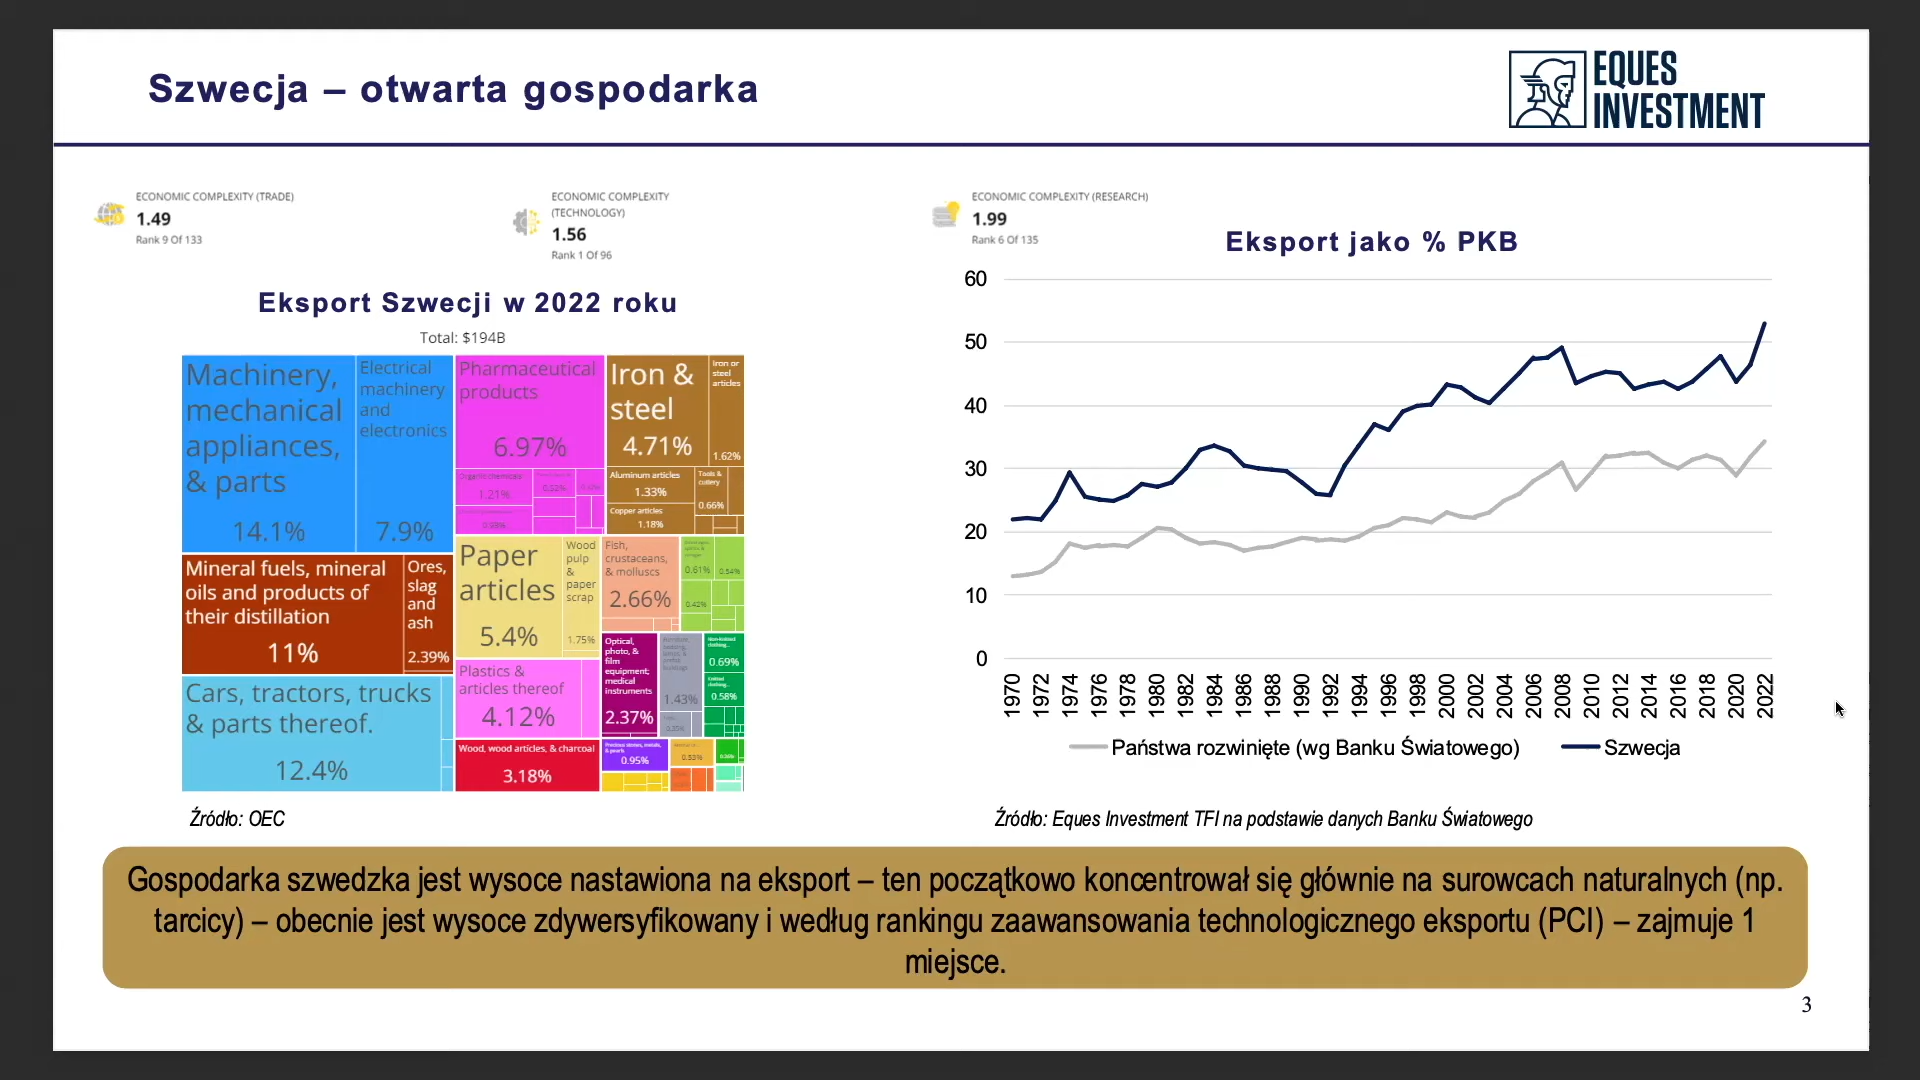 Szwecja – otwarta gospodarka
EQUES
INVESTMENT
ECONOMIC COMPLEXITY (TRADE)
1.49
Rank 9 Of 133
ECONOMIC COMPLEXITY
(TECHNOLOGY)
1.56
Rank 1 Of 96
ECONOMIC COMPLEXITY (RESEARCH)
1.99
Rank 6 Of 135
Eksport Szwecji w 2022 roku
Total: $194B
Machinery,
mechanical
appliances,
& parts
14.1%
Electrical
machinery
and
electronics
7.9%
Pharmaceutical
products
6.97%
Organic chemicals
1.21%
Iron &
steel
4.71%
Iron or
steel
articles
1.62%
Aluminum articles
1.33%
Tools &
cutlery
0.66%
Copper articles
1.18%
Mineral fuels, mineral
oils and products of
their distillation
11%
Ores,
slag
and
ash
2.39%
Cars, tractors, trucks
& parts thereof.
12.4%
Paper
articles
5.4%
Wood
pulp
&
paper
scrap
1.75%
Plastics &
articles thereof
4.12%
Wood, wood articles, & charcoal
3.18%
Fish,
crustaceans,
& molluscs
2.66%
0.61%
0.54%
0.42%
Optical,
photo, &
film
equipment;
medical
instruments
2.37%
1.43%
Non-knitted
clothing...
0.69%
Knitted
clothing...
0.58%
Precious stones, metals,
& pearls
0.95%
0.53%
Źródło: OEC
Eksport jako % PKB
60
50
40
30
20
10
0
1970 1972 1974 1976 1978 1980 1982 1984 1986 1988 1990 1992 1994 1996 1998 2000 2002 2004 2006 2008 2010 2012 2014 2016 2018 2020 2022
Państwa rozwinięte (wg Banku Światowego) Szwecja
Źródło: Eques Investment TFI na podstawie danych Banku Światowego
Gospodarka szwedzka jest wysoce nastawiona na eksport – ten początkowo koncentrował się głównie na surowcach naturalnych (np.
tarcicy) – obecnie jest wysoce zdywersyfikowany i według rankingu zaawansowania technologicznego eksportu (PCI) – zajmuje 1
miejsce.
3